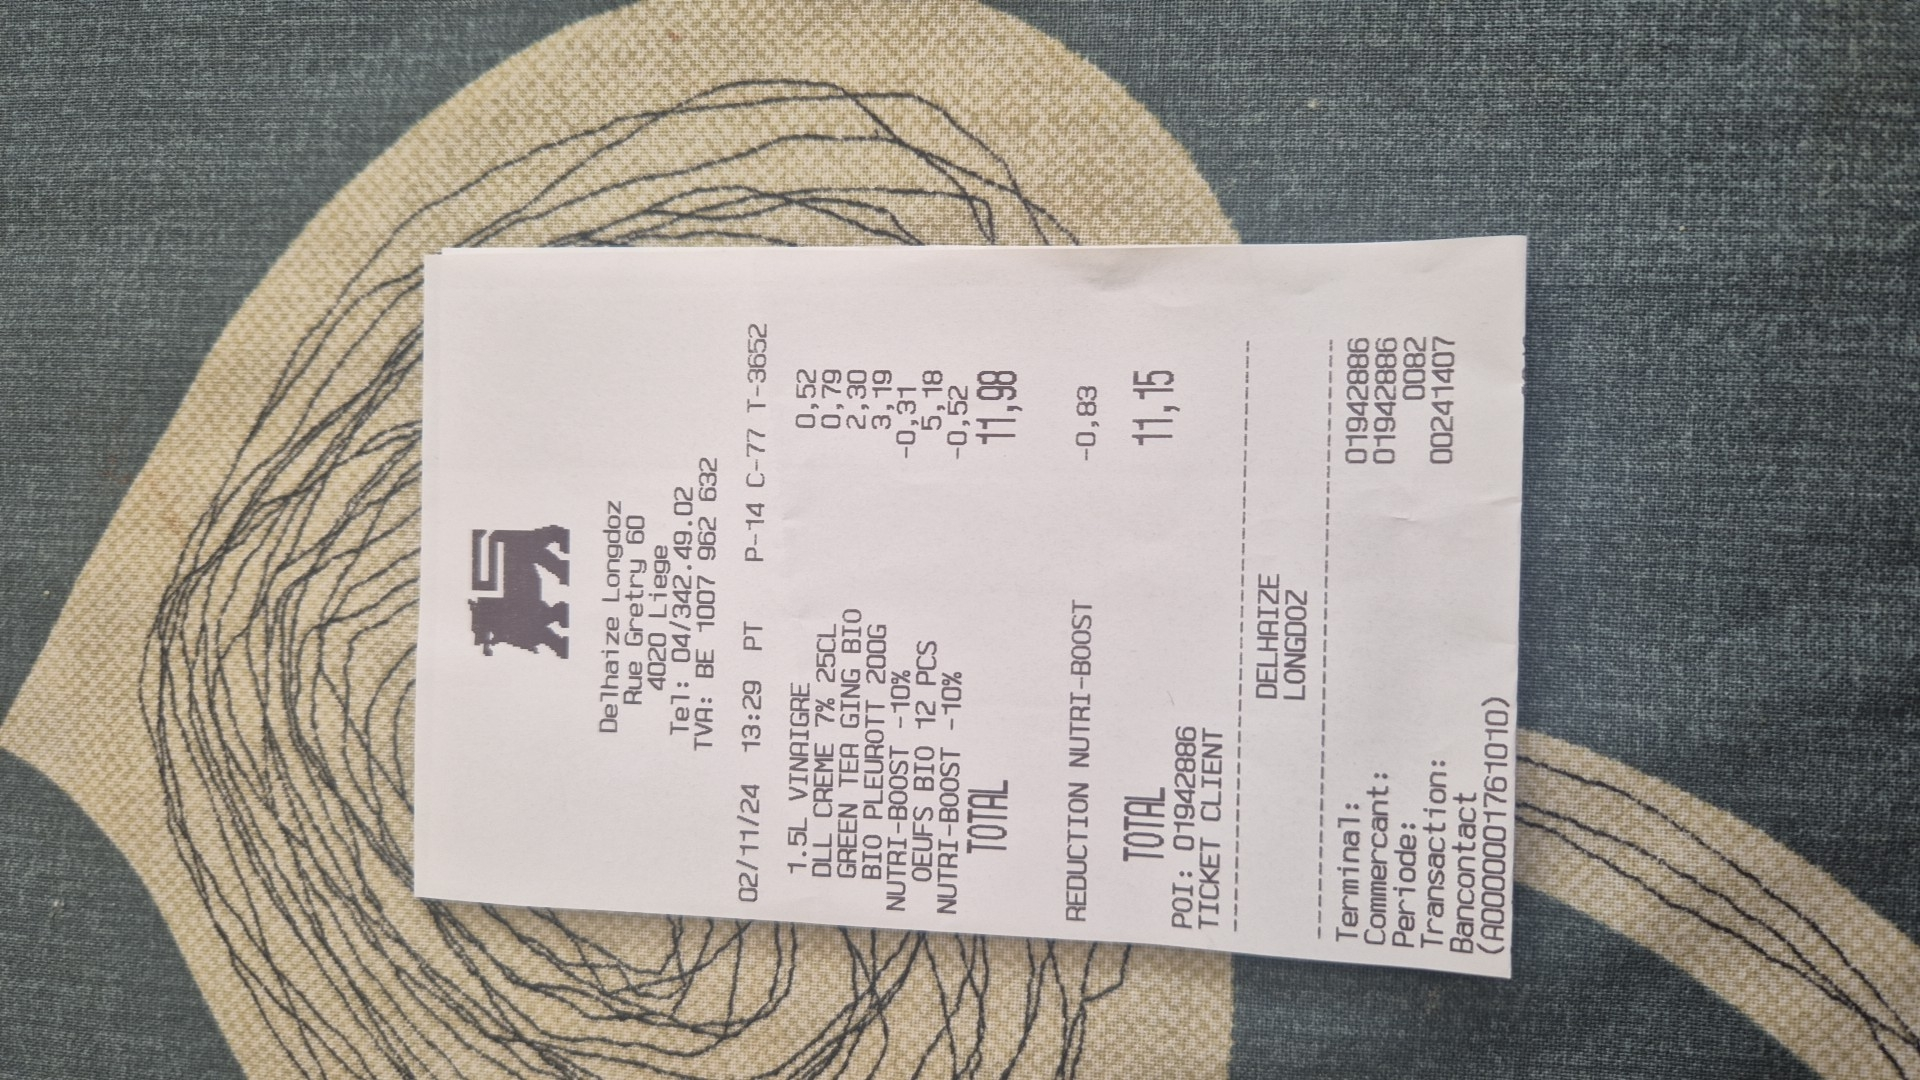 Delhaize Longdoz
Rue Gretry 60
4020 Liege
Tel: 04/342.49.02
TVA: BE 1007 962 632
02/11/24 13:29 PT P-14 C-77 T-3652
1.5L VINAIGRE 0,52
DLL CREME 7% 25CL 0,79
GREEN TEA GING BIO 2,30
BIO PLEUROTT 200G 3,19
NUTRI-BOOST -10% -0,31
OEUFS BIO 12 PCS 5,18
NUTRI-BOOST -10% -0,52
TOTAL 11,98
REDUCTION NUTRI-BOOST -0,83
TOTAL 11,15
POI: 01942886
TICKET CLIENT
--------------------------------
DELHAIZE
LONGDOZ
--------------------------------
Terminal: 01942886
Commercant: 01942886
Periode: 0082
Transaction: 00241407
Bancontact
(A0000001761010)